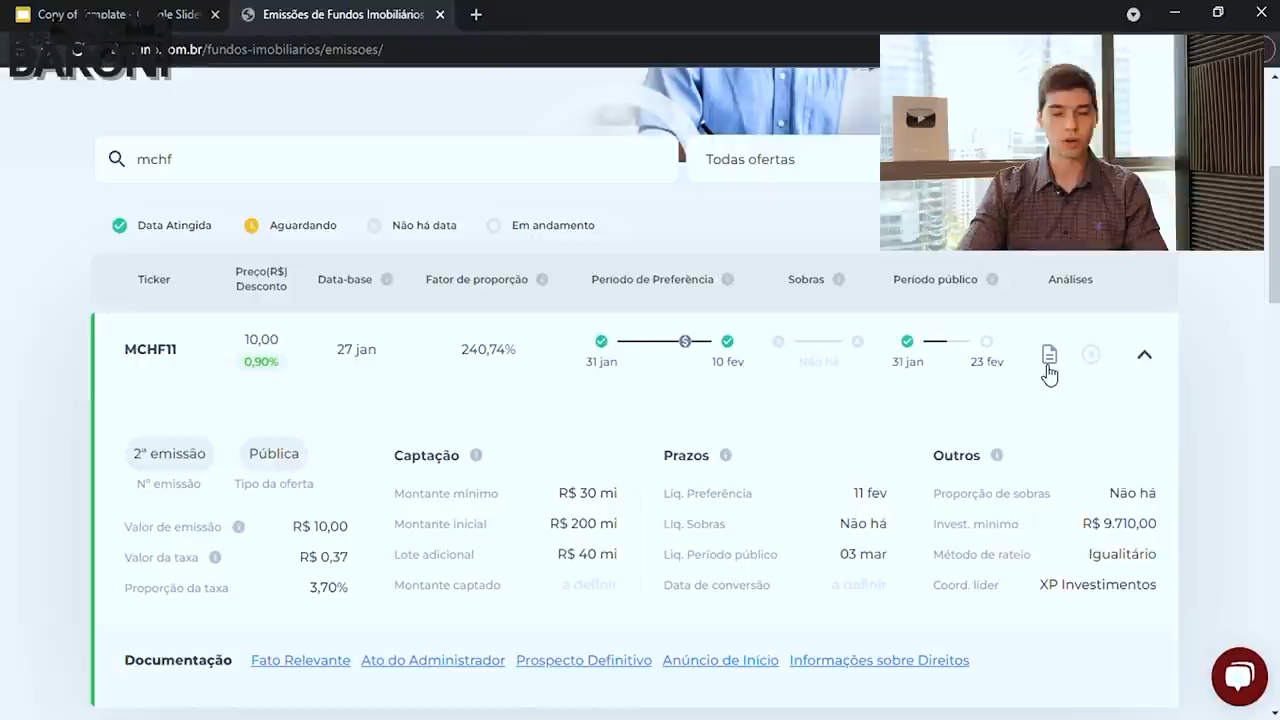 Emissões de Fundos Imobiliários
.com.br/fundos-imobiliarios/emissoes/
BARONI
mchf
Todas ofertas
Data Atingida
Aguardando
Não há data
Em andamento
Ticker
Preço(R$)
Desconto
Data-base
Fator de proporção
Periodo de Preferência
Sobras
Período público
Análises
MCHF11
10,00
0,90%
27 jan
240,74%
31 jan
10 fev
Não há
31 jan
23 fev
2ª emissão
Nº emissão
Pública
Tipo da oferta
Valor de emissão R$ 10,00
Valor da taxa R$ 0,37
Proporção da taxa 3,70%
Captação
Montante mínimo R$ 30 mi
Montante inicial R$ 200 mi
Lote adicional R$ 40 mi
Montante captado a definir
Prazos
Liq. Preferência 11 fev
Liq. Sobras Não há
Liq. Período público 03 mar
Data de conversão a definir
Outros
Proporção de sobras Não há
Invest. minimo R$ 9.710,00
Método de rateio Igualitário
Coord. líder XP Investimentos
Documentação Fato Relevante Ato do Administrador Prospecto Definitivo Anúncio de Início Informações sobre Direitos